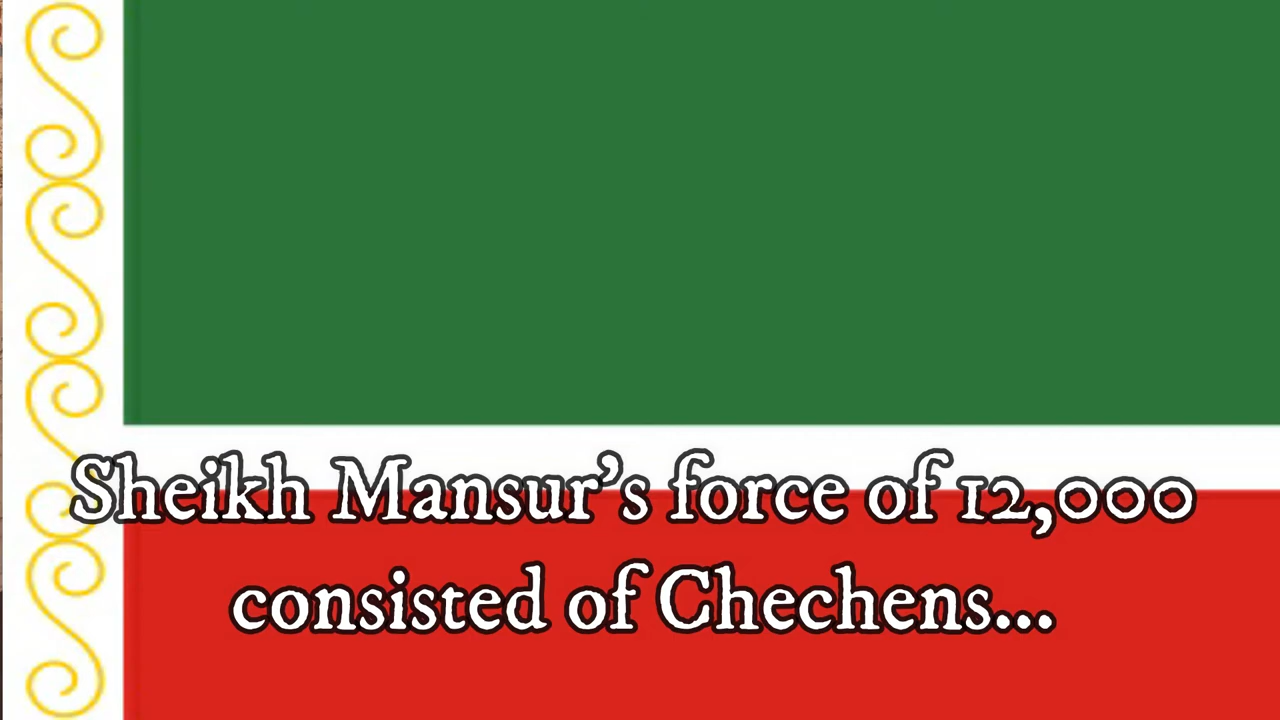 Sheikh Mansur’s force of 12,000
consisted of Chechens...